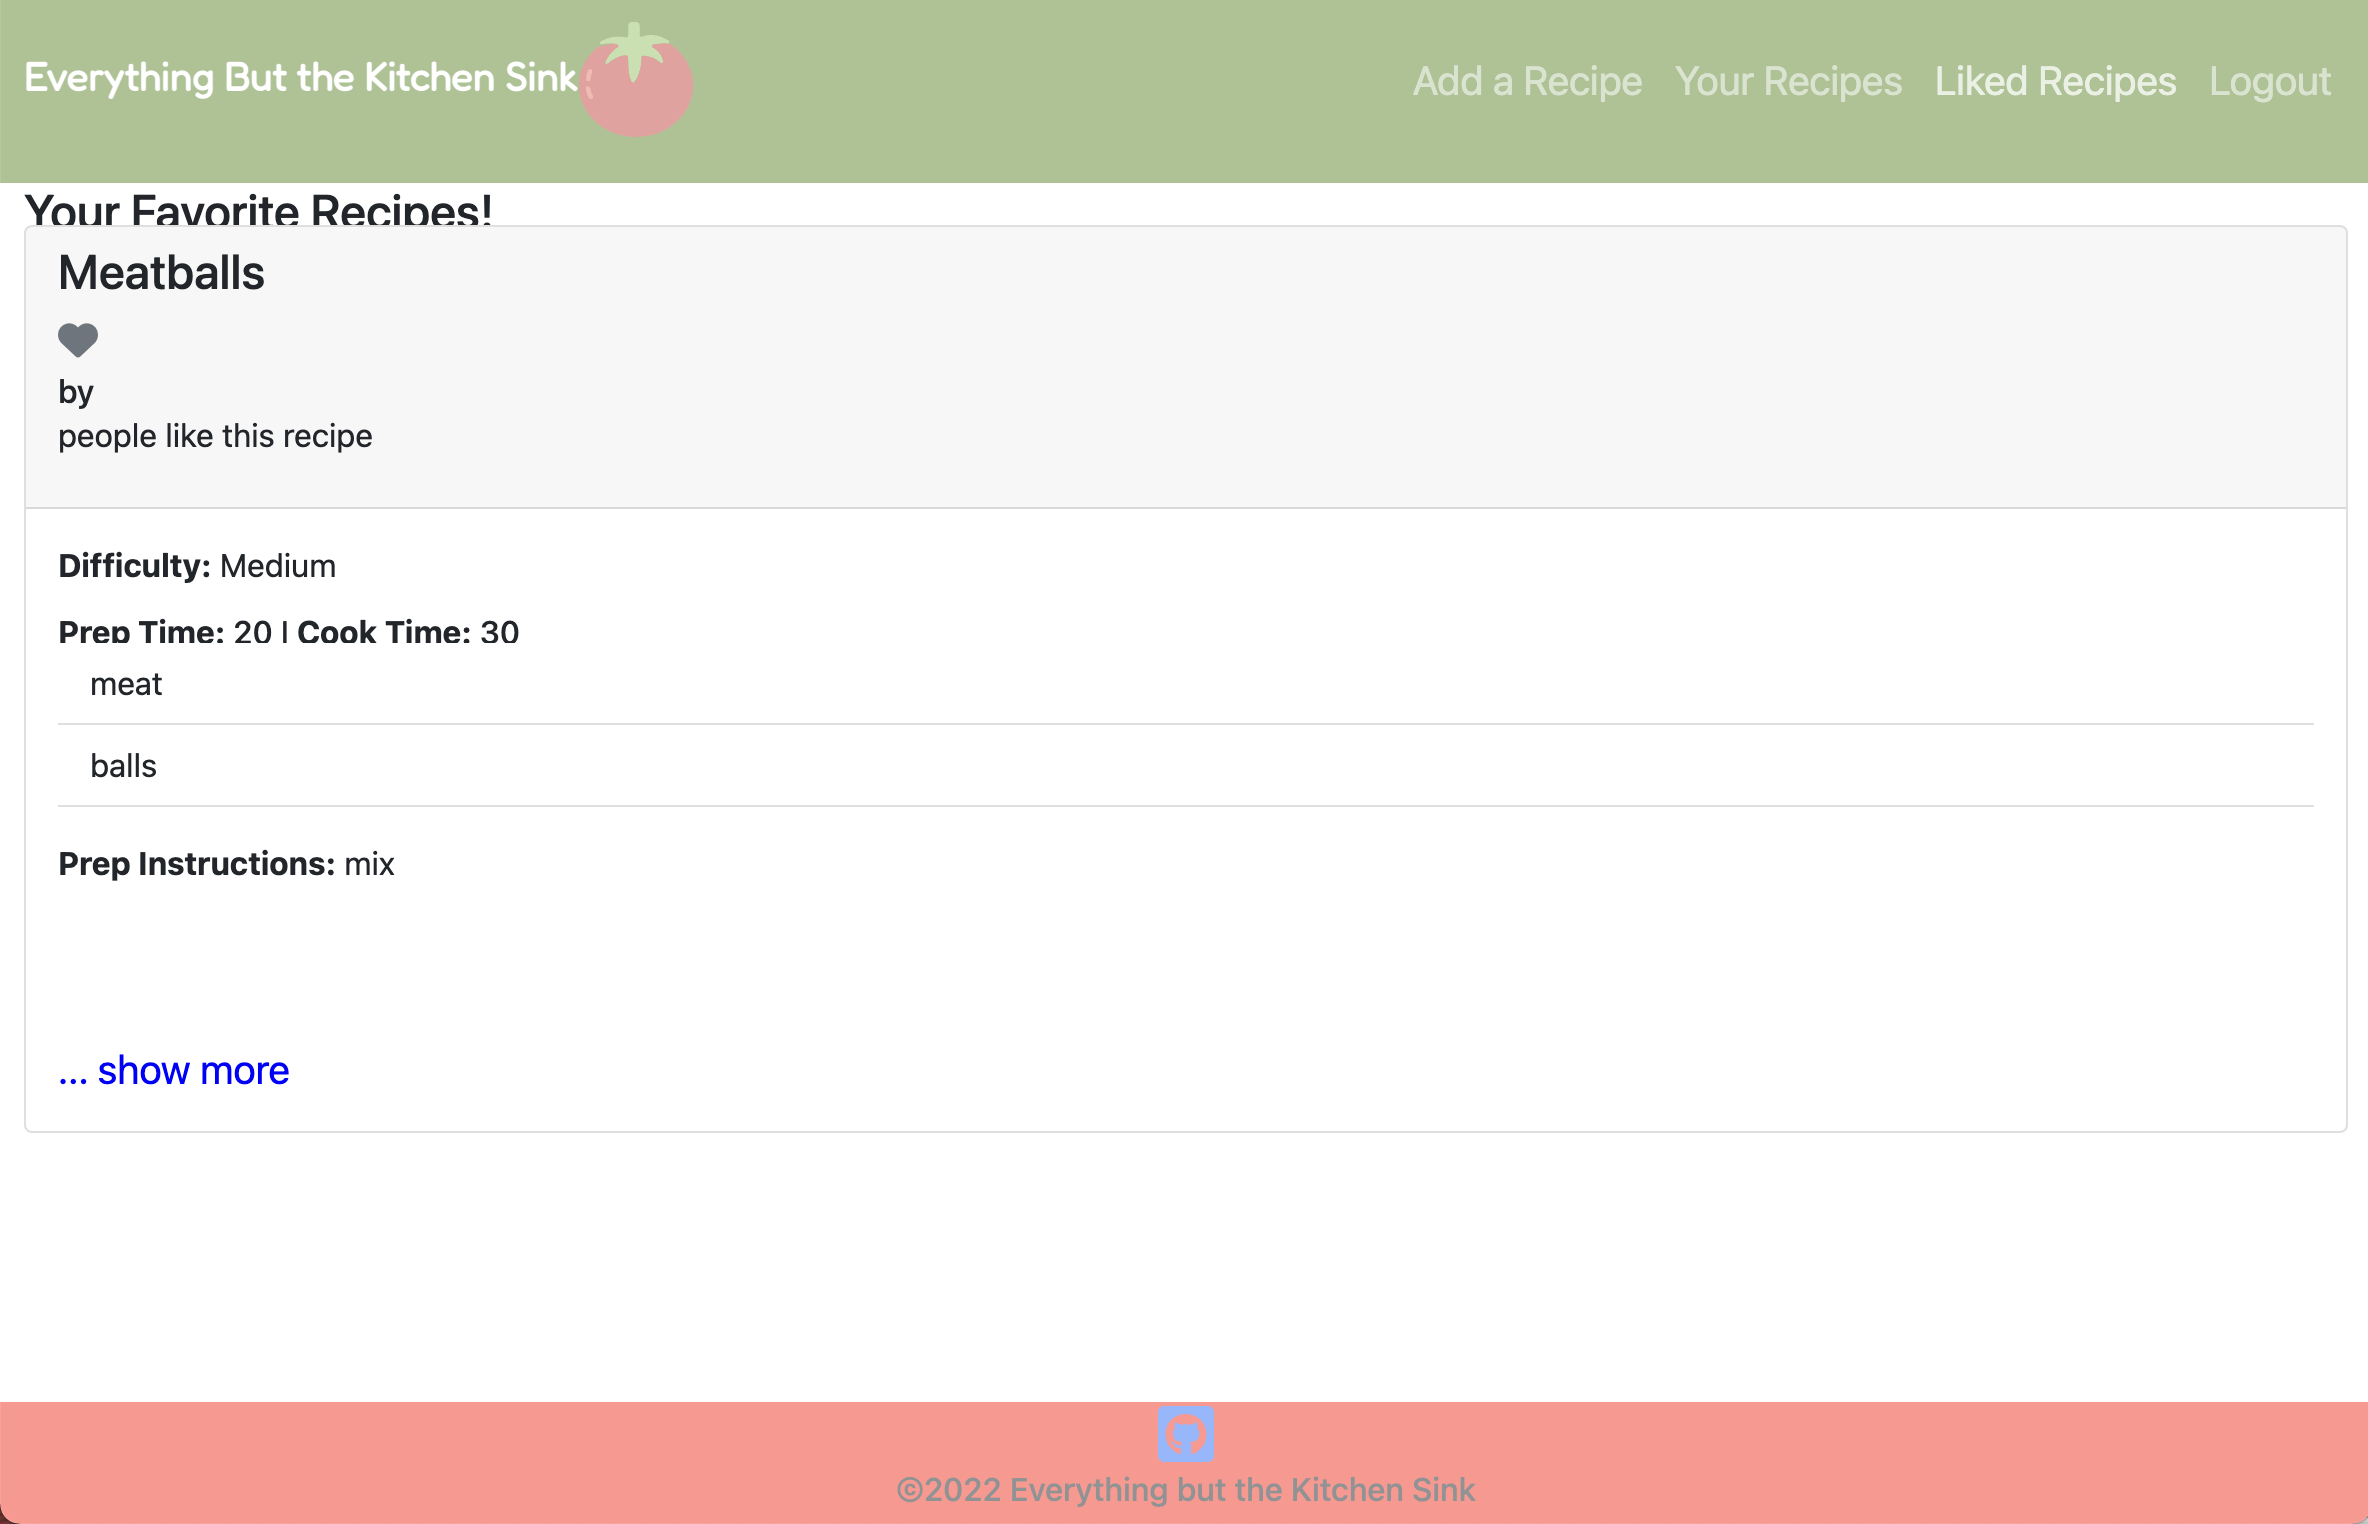 Everything But the Kitchen Sink
Add a Recipe Your Recipes Liked Recipes Logout
Your Favorite Recipes!
Meatballs
by
people like this recipe
Difficulty: Medium
Prep Time: 20 | Cook Time: 30
meat
balls
Prep Instructions: mix
... show more
©2022 Everything but the Kitchen Sink